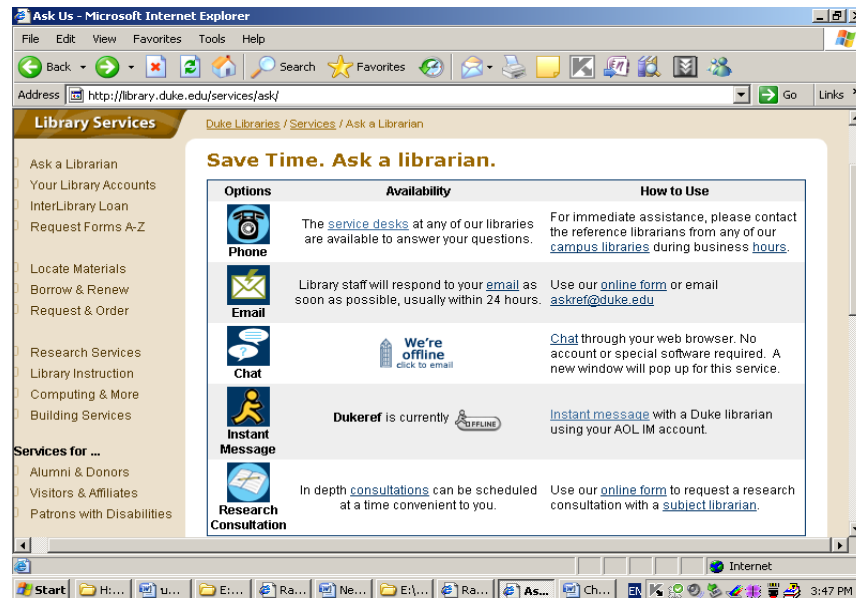 Ask Us - Microsoft Internet Explorer
File Edit View Favorites Tools Help
Back Search Favorites
Address http://library.duke.edu/services/ask/ Go Links
Library Services
Duke Libraries / Services / Ask a Librarian
Ask a Librarian
Your Library Accounts
InterLibrary Loan
Request Forms A-Z
Locate Materials
Borrow & Renew
Request & Order
Research Services
Library Instruction
Computing & More
Building Services
Services for ...
Alumni & Donors
Visitors & Affiliates
Patrons with Disabilities
Save Time. Ask a librarian.
Options Availability How to Use
Phone
The service desks at any of our libraries
are available to answer your questions.
For immediate assistance, please contact
the reference librarians from any of our
campus libraries during business hours.
Email
Library staff will respond to your email as
soon as possible, usually within 24 hours.
Use our online form or email
askref@duke.edu
Chat
We're
offline
click to email
Chat through your web browser. No
account or special software required. A
new window will pop up for this service.
Instant
Message
Dukeref is currently OFFLINE
Instant message with a Duke librarian
using your AOL IM account.
Research
Consultation
In depth consultations can be scheduled
at a time convenient to you.
Use our online form to request a research
consultation with a subject librarian.
Internet
Start H:... u... E:... Ra... Ne... E:\... Ra... As... Ch... EN 3:47 PM